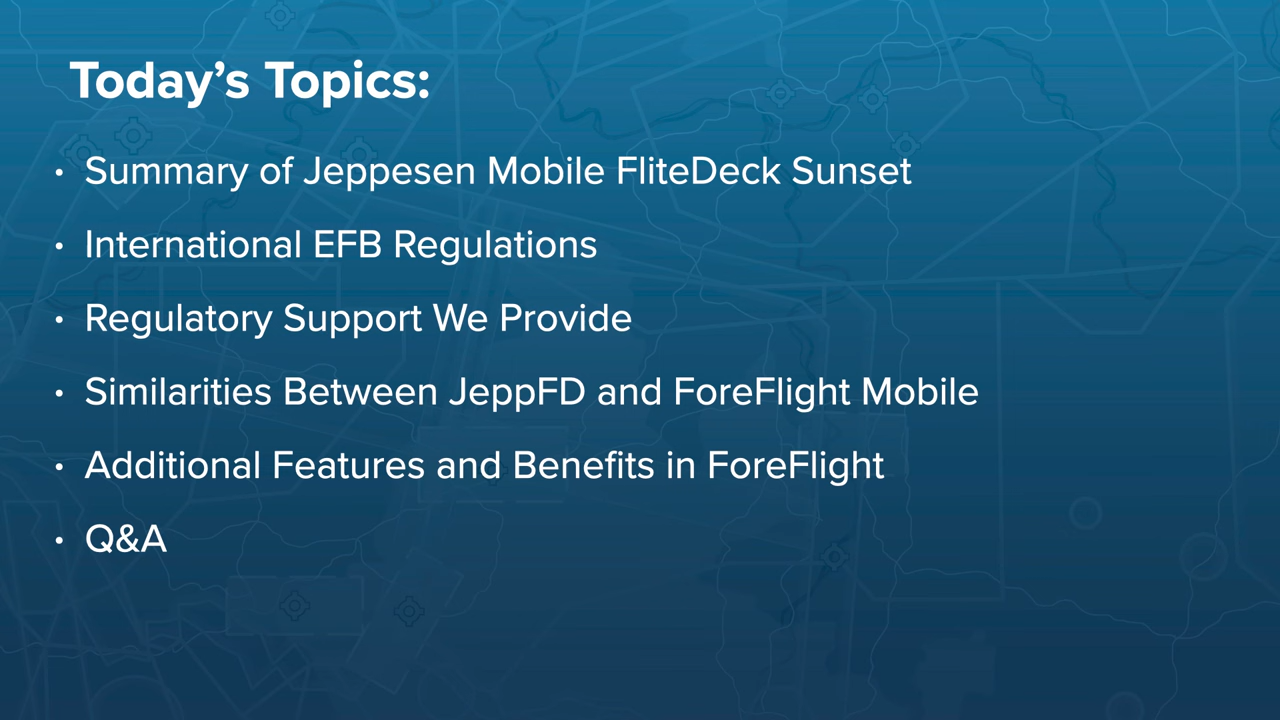 Today’s Topics:
• Summary of Jeppesen Mobile FliteDeck Sunset
• International EFB Regulations
• Regulatory Support We Provide
• Similarities Between JeppFD and ForeFlight Mobile
• Additional Features and Benefits in ForeFlight
• Q&A